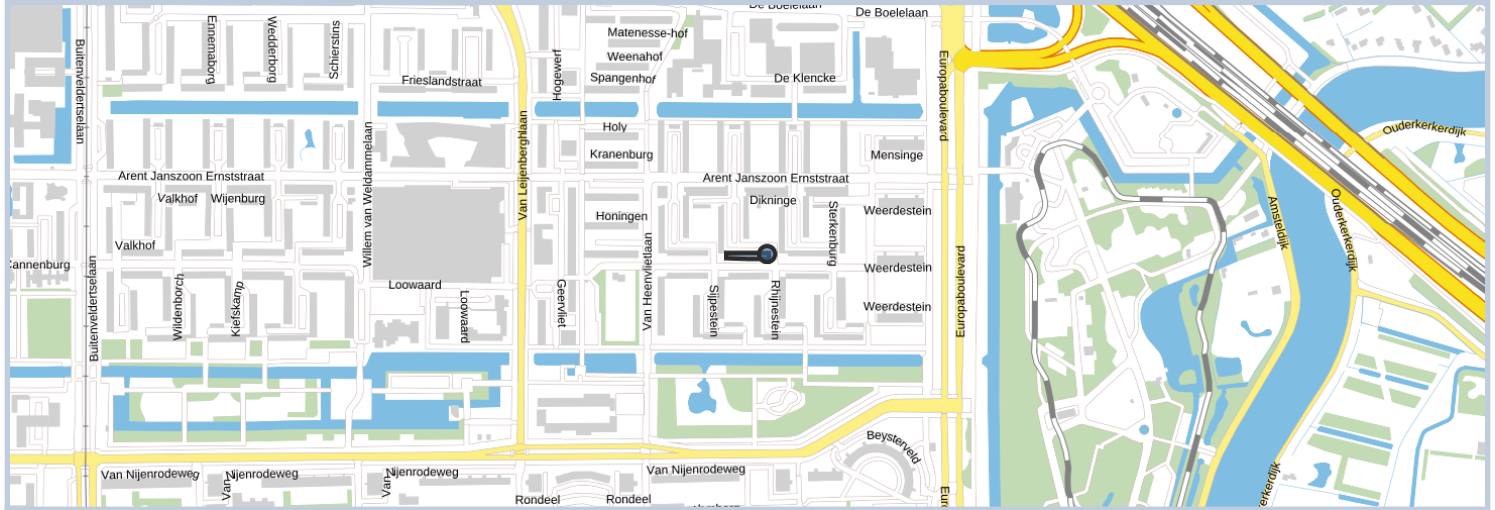 De Boelelaan
De Boelelaan
Ennemaborg
Wedderborg
Schierstins
Matenesse-hof
Weenahof
Spangenhof
Hogewerf
Frieslandstraat
De Klencke
Buitenveldertselaan
Europaboulevard
Van Leijenberghlaan
Willem van Weldammelaan
Holy
Kranenburg
Mensinge
Ouderkerkerdijk
Arent Janszoon Ernststraat
Arent Janszoon Ernststraat
Valkhof
Wijenburg
Dikninge
Honingen
Sterkenburg
Weerdestein
Amsteldijk
Ouderkerkerdijk
Valkhof
Cannenburg
Buitenveldertselaan
Van Heenvlietlaan
Weerdestein
Europaboulevard
Wildenborch
Kiefskamp
Loowaard
Loowaard
Geervliet
Sijpestein
Rhijnestein
Weerdestein
Beysterveld
Van Nijenrodeweg
Van Nijenrodeweg
Van Nijenrodeweg
Van Nijenrodeweg
Rondeel
Rondeel